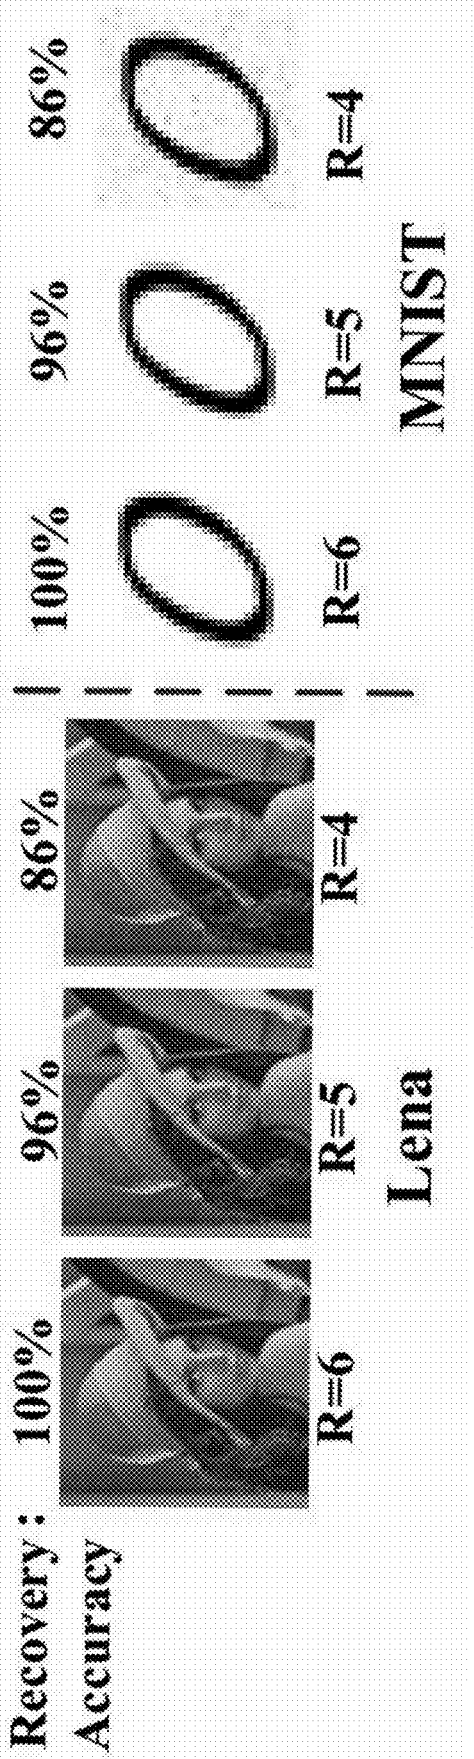 Recovery :
Accuracy
100% 96% 86% 100% 96% 86%
R=6 R=5 R=4 R=6 R=5 R=4
Lena MNIST